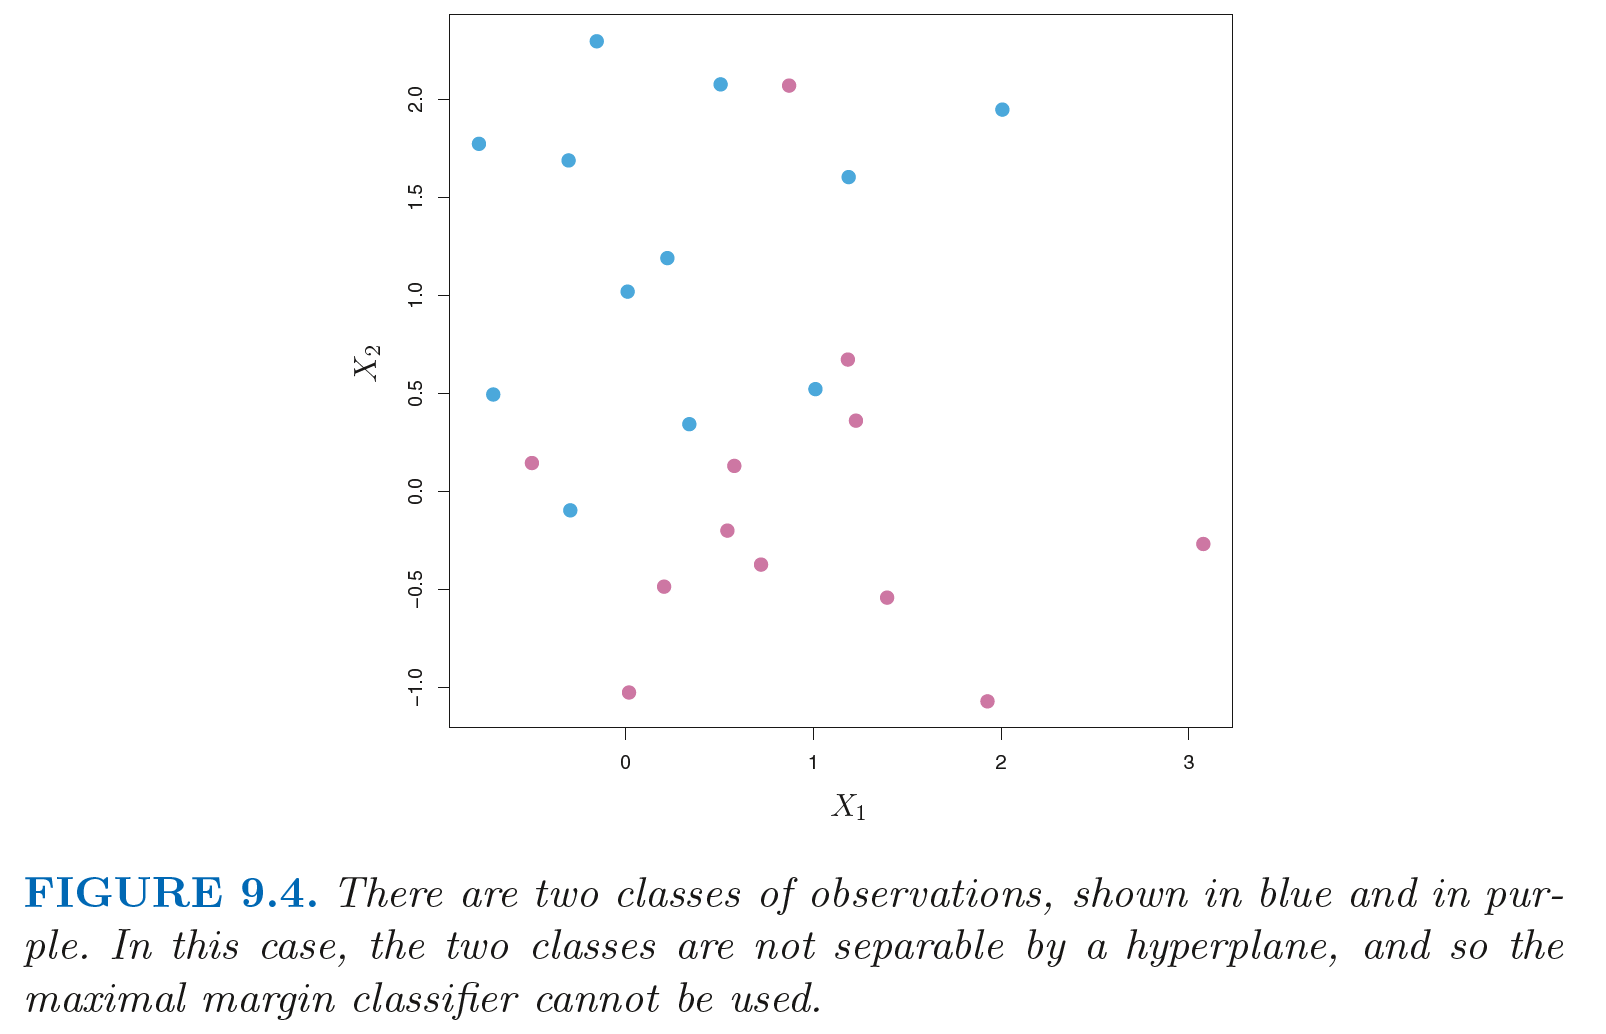 2.0
1.5
1.0
0.5
0.0
−0.5
−1.0
X2
0 1 2 3
X1
FIGURE 9.4. There are two classes of observations, shown in blue and in pur-
ple. In this case, the two classes are not separable by a hyperplane, and so the
maximal margin classifier cannot be used.